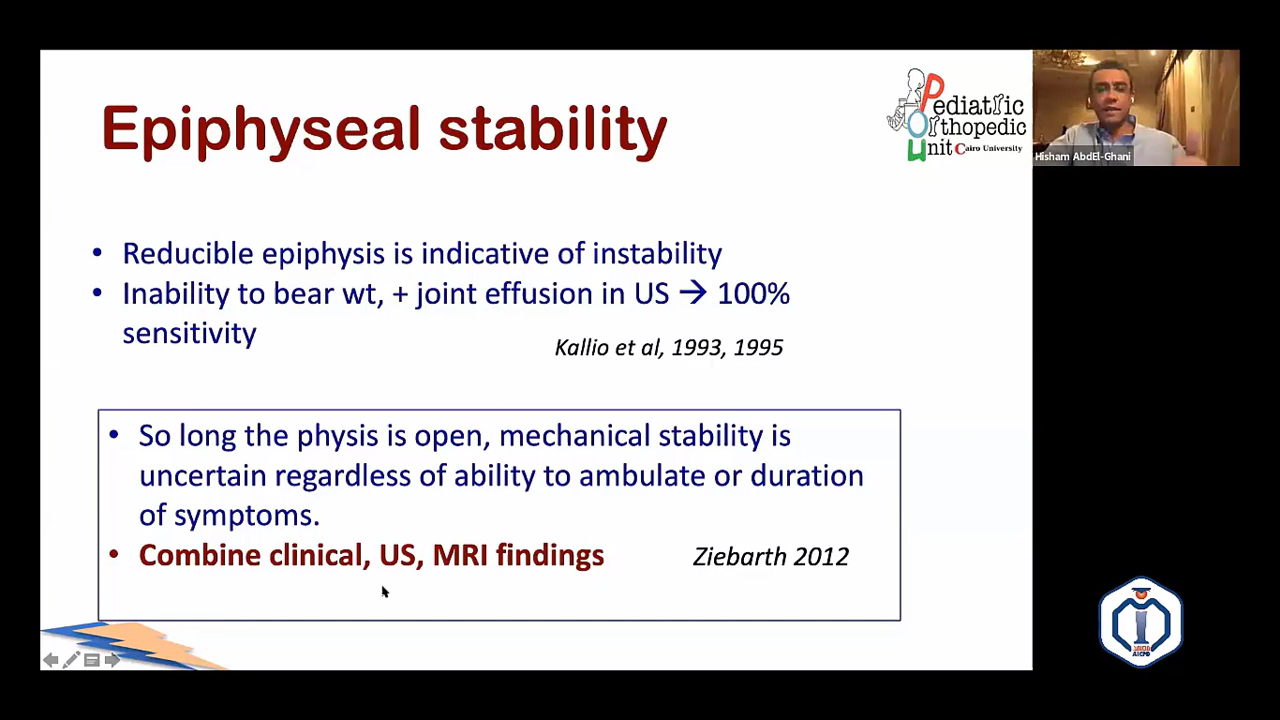 Epiphyseal stability
Pediatric
Orthopedic
Unit Cairo University
Hisham AbdEl-Ghani
• Reducible epiphysis is indicative of instability
• Inability to bear wt, + joint effusion in US → 100%
sensitivity
Kallio et al, 1993, 1995
• So long the physis is open, mechanical stability is
uncertain regardless of ability to ambulate or duration
of symptoms.
• Combine clinical, US, MRI findings
Ziebarth 2012